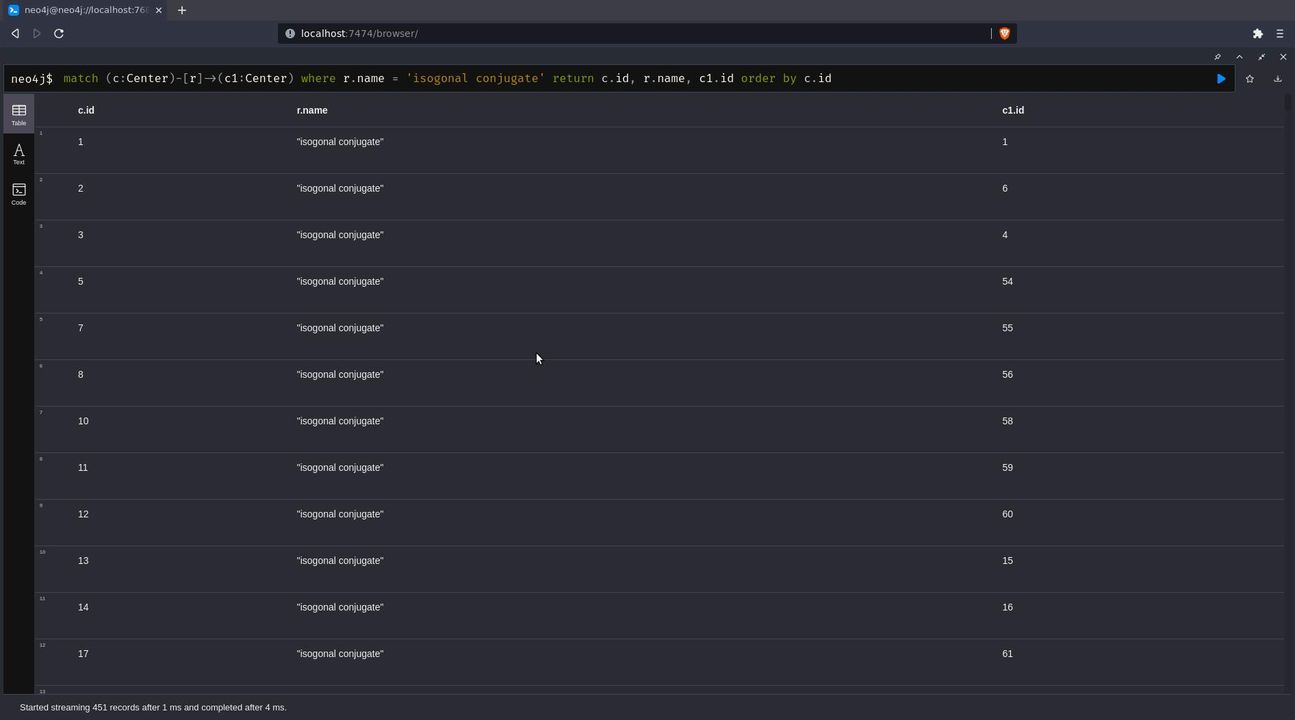 neo4j@neo4j://localhost:768
localhost:7474/browser/
neo4j$ match (c:Center)-[r]->(c1:Center) where r.name = 'isogonal conjugate' return c.id, r.name, c1.id order by c.id
Table
Text
Code
c.id r.name c1.id
1 1 "isogonal conjugate" 1
2 2 "isogonal conjugate" 6
3 3 "isogonal conjugate" 4
4 5 "isogonal conjugate" 54
5 7 "isogonal conjugate" 55
6 8 "isogonal conjugate" 56
7 10 "isogonal conjugate" 58
8 11 "isogonal conjugate" 59
9 12 "isogonal conjugate" 60
10 13 "isogonal conjugate" 15
11 14 "isogonal conjugate" 16
12 17 "isogonal conjugate" 61
13
Started streaming 451 records after 1 ms and completed after 4 ms.